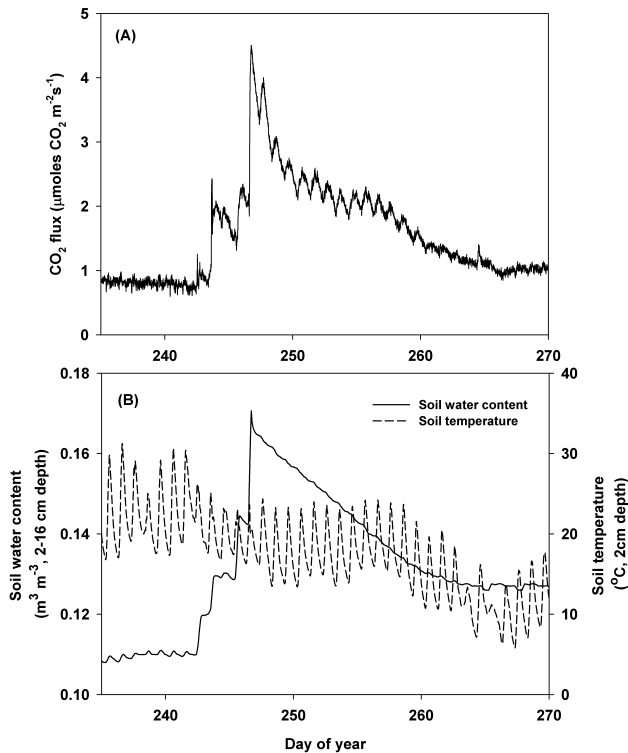 (A)
CO2 flux (μmoles CO2 m-2s-1)
5
4
3
2
1
0
240 250 260 270
(B)
Soil water content
Soil temperature
Soil water content
(m3 m-3, 2-16 cm depth)
0.18
0.16
0.14
0.12
0.10
40
30
20
10
0
Soil temperature
(oC, 2cm depth)
240 250 260 270
Day of year